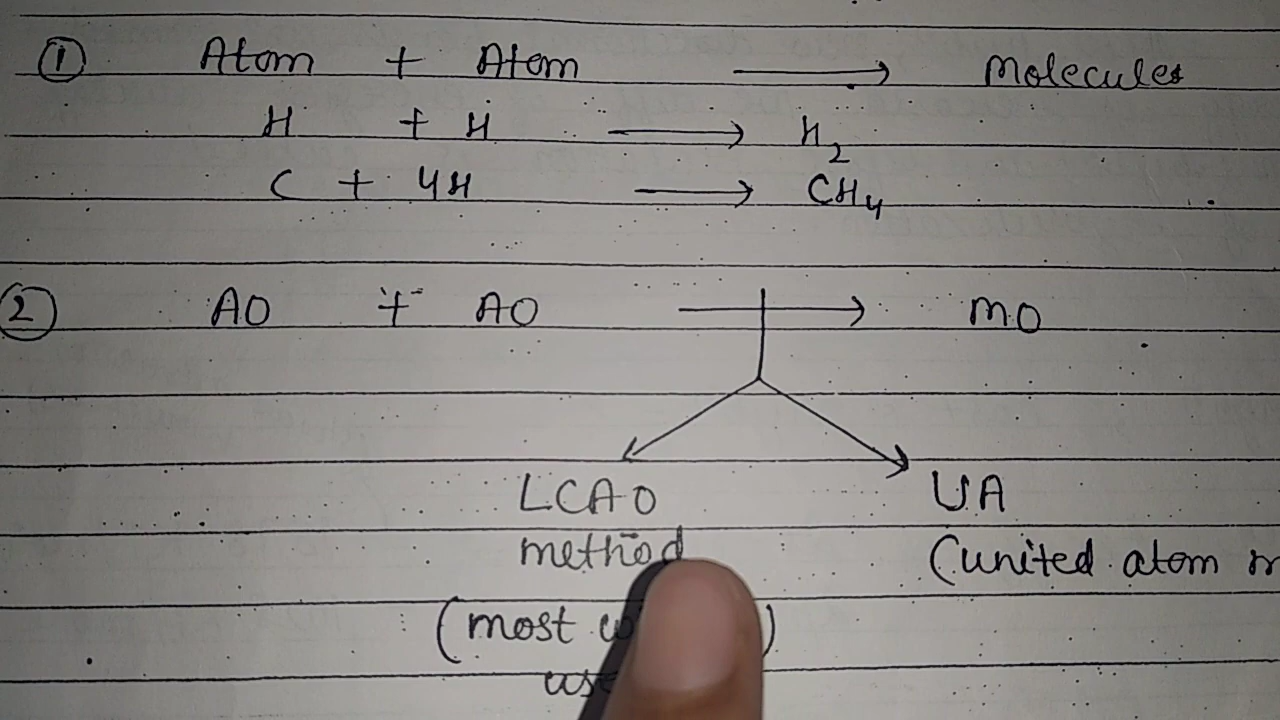 ① Atom + Atom → Molecules
H + H → H₂
C + 4H → CH₄
② AO + AO → MO
LCAO UA
method (united atom
(most )